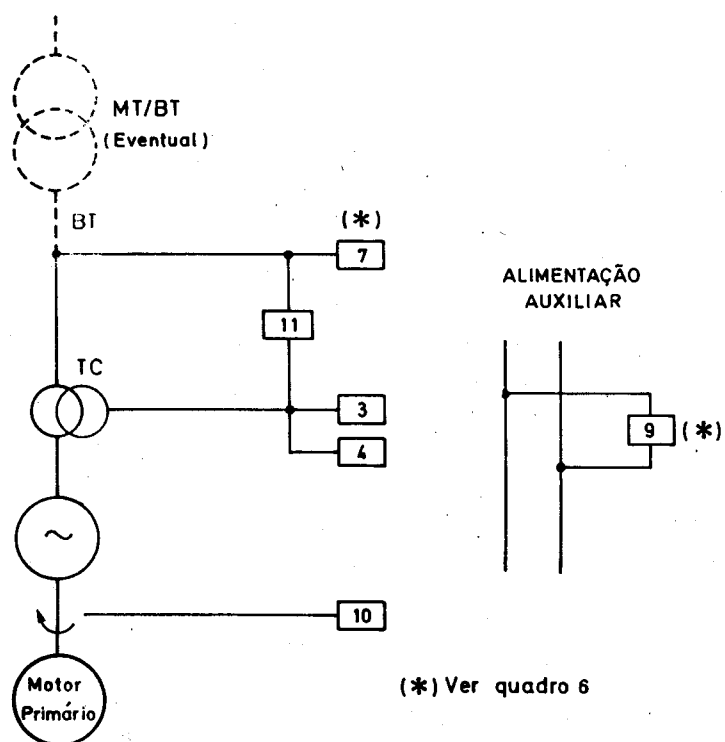 MT/BT
(Eventual)
BT
(*)
7
11
TC
3
4
~
10
Motor
Primário
ALIMENTAÇÃO
AUXILIAR
9 (*)
(*) Ver quadro 6